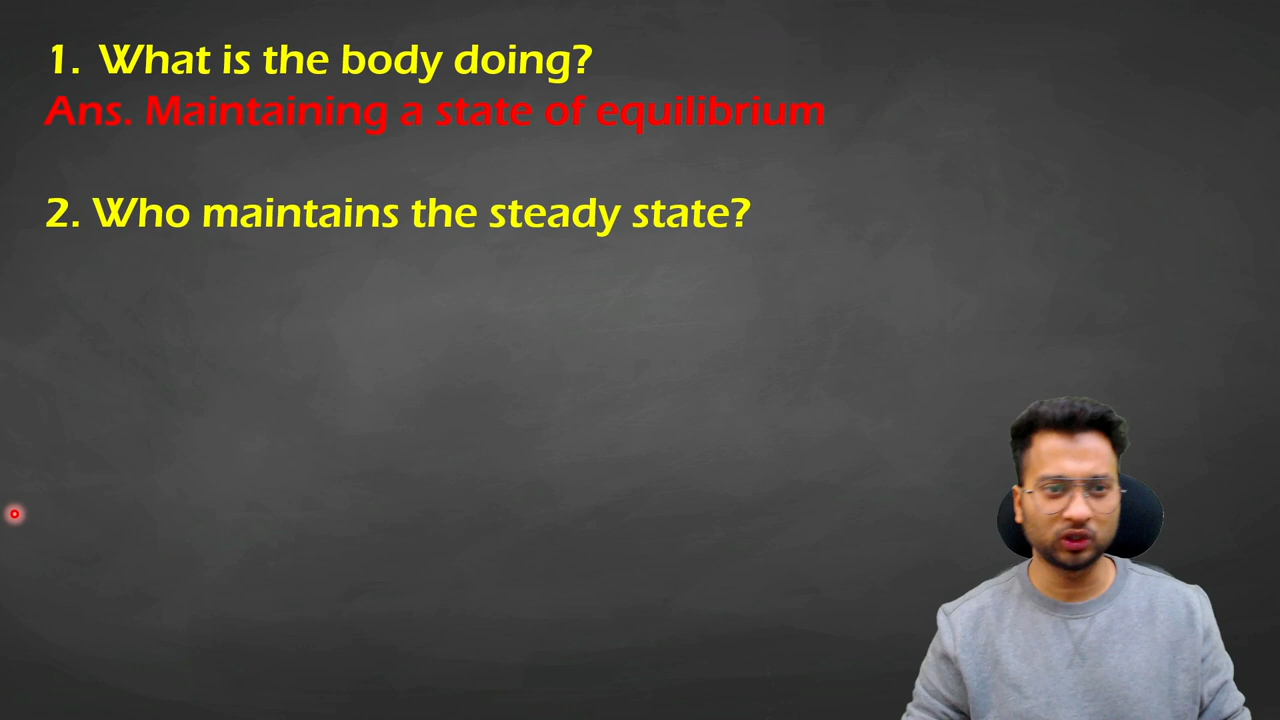 1. What is the body doing?
Ans. Maintaining a state of equilibrium
2. Who maintains the steady state?